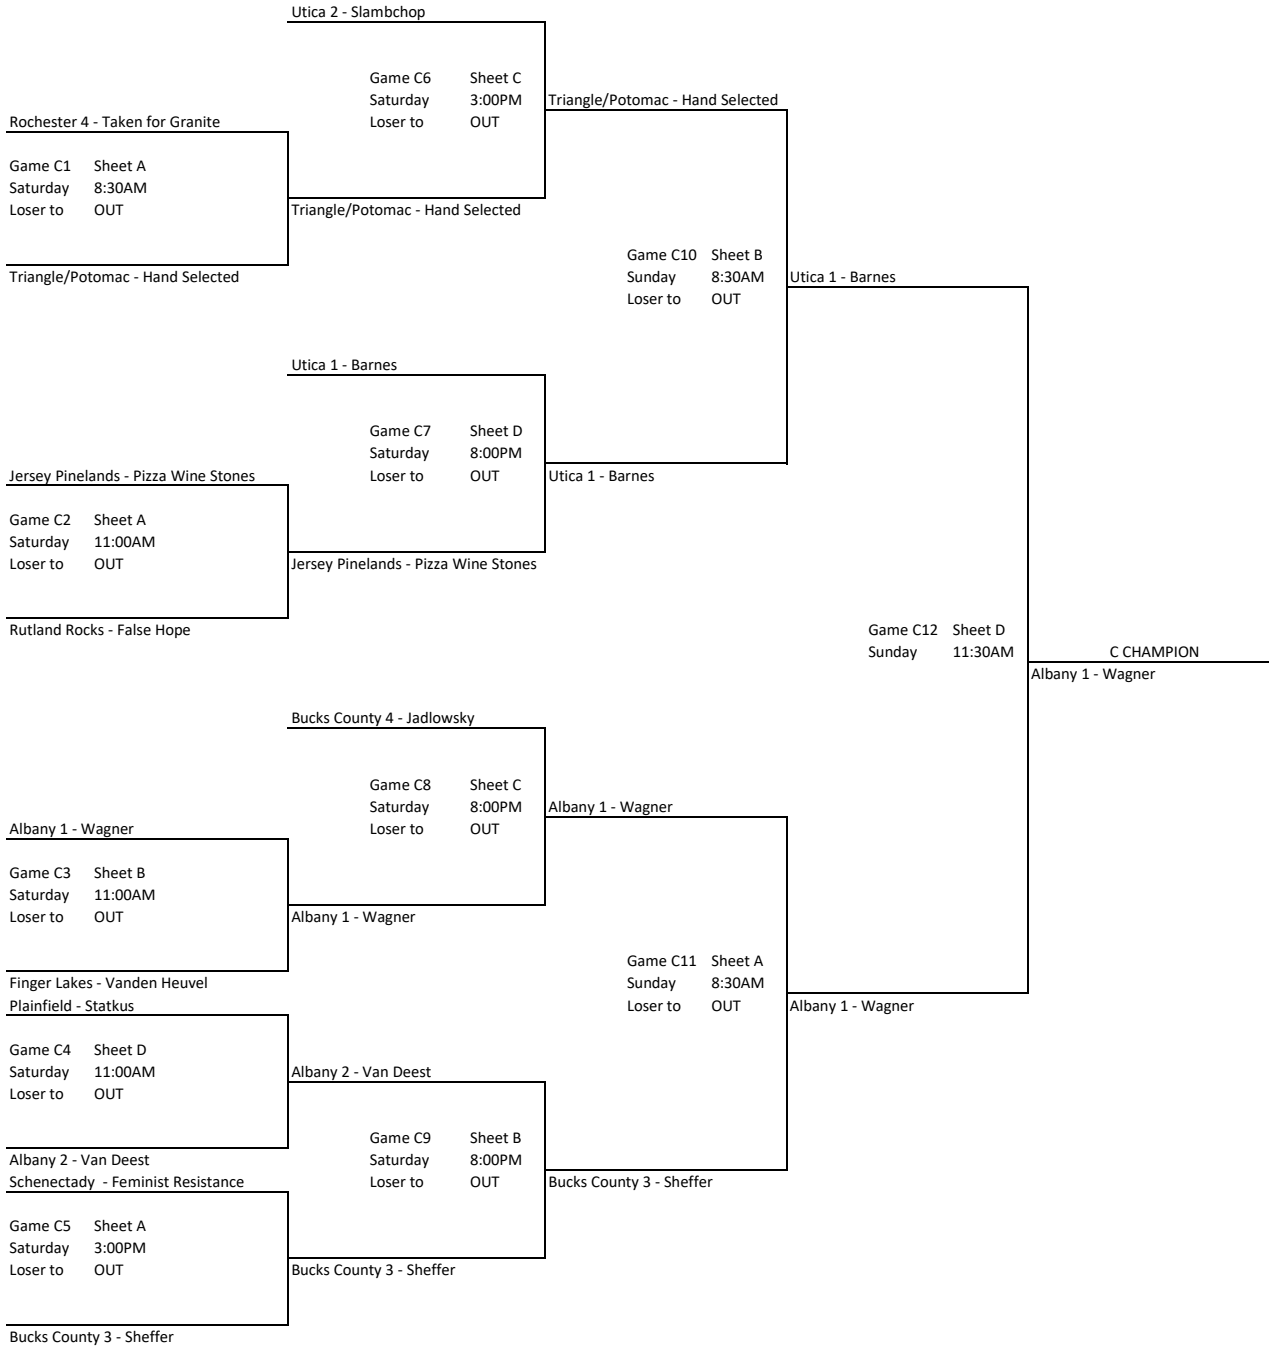 Utica 2 - Slambchop
Game C6 Sheet C
Saturday 3:00PM
Loser to OUT
Triangle/Potomac - Hand Selected
Rochester 4 - Taken for Granite
Game C1 Sheet A
Saturday 8:30AM
Loser to OUT
Triangle/Potomac - Hand Selected
Triangle/Potomac - Hand Selected
Game C10 Sheet B
Sunday 8:30AM
Loser to OUT
Utica 1 - Barnes
Utica 1 - Barnes
Game C7 Sheet D
Saturday 8:00PM
Loser to OUT
Utica 1 - Barnes
Jersey Pinelands - Pizza Wine Stones
Game C2 Sheet A
Saturday 11:00AM
Loser to OUT
Jersey Pinelands - Pizza Wine Stones
Rutland Rocks - False Hope
Game C12 Sheet D
Sunday 11:30AM
C CHAMPION
Albany 1 - Wagner
Bucks County 4 - Jadlowsky
Game C8 Sheet C
Saturday 8:00PM
Loser to OUT
Albany 1 - Wagner
Albany 1 - Wagner
Game C3 Sheet B
Saturday 11:00AM
Loser to OUT
Albany 1 - Wagner
Finger Lakes - Vanden Heuvel
Game C11 Sheet A
Sunday 8:30AM
Loser to OUT
Albany 1 - Wagner
Plainfield - Statkus
Game C4 Sheet D
Saturday 11:00AM
Loser to OUT
Albany 2 - Van Deest
Albany 2 - Van Deest
Game C9 Sheet B
Saturday 8:00PM
Loser to OUT
Bucks County 3 - Sheffer
Schenectady - Feminist Resistance
Game C5 Sheet A
Saturday 3:00PM
Loser to OUT
Bucks County 3 - Sheffer
Bucks County 3 - Sheffer